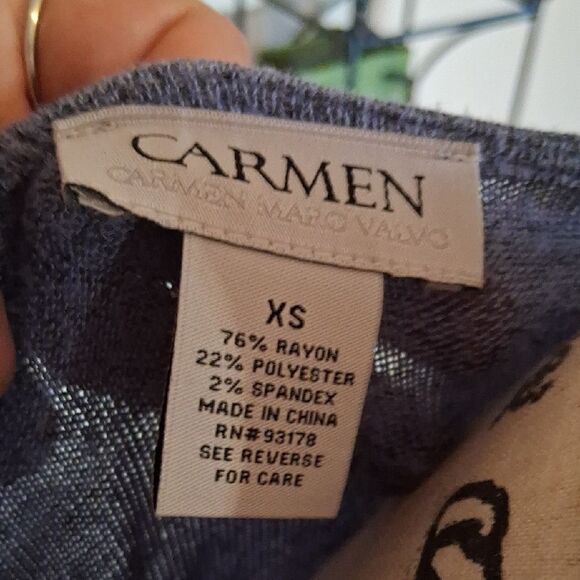 CARMEN
CARMEN MARC VALVO
XS
76% RAYON
22% POLYESTER
2% SPANDEX
MADE IN CHINA
RN#93178
SEE REVERSE
FOR CARE